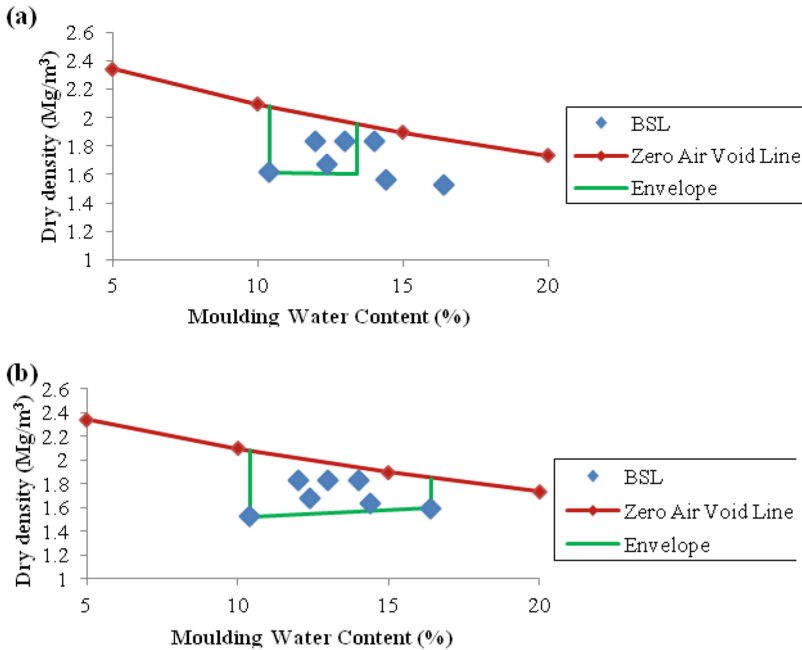 (a)
2.6
2.4
2.2
2
1.8
1.6
1.4
1.2
1
Dry density (Mg/m³)
5 10 15 20
Moulding Water Content (%)
BSL
Zero Air Void Line
Envelope
(b)
2.6
2.4
2.2
2
1.8
1.6
1.4
1.2
1
Dry density (Mg/m³)
5 10 15 20
Moulding Water Content (%)
BSL
Zero Air Void Line
Envelope